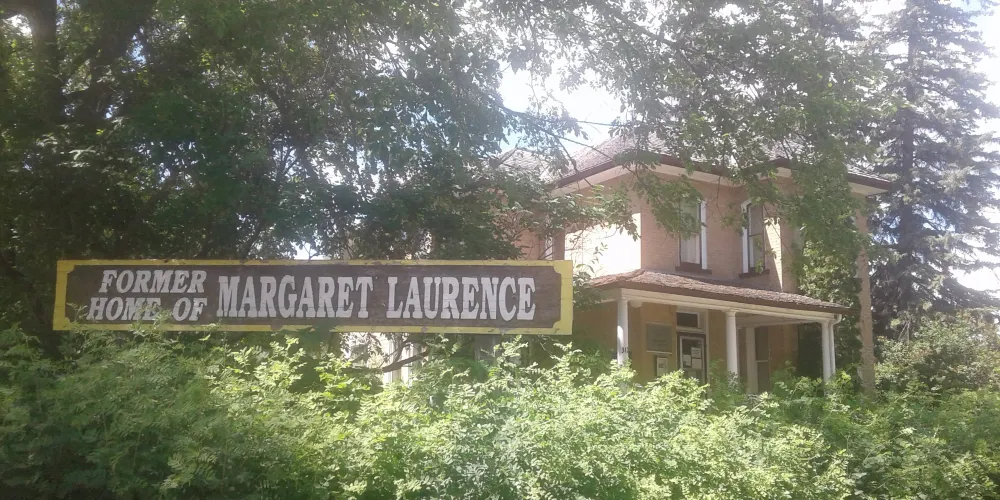 FORMER
HOME OF MARGARET LAURENCE